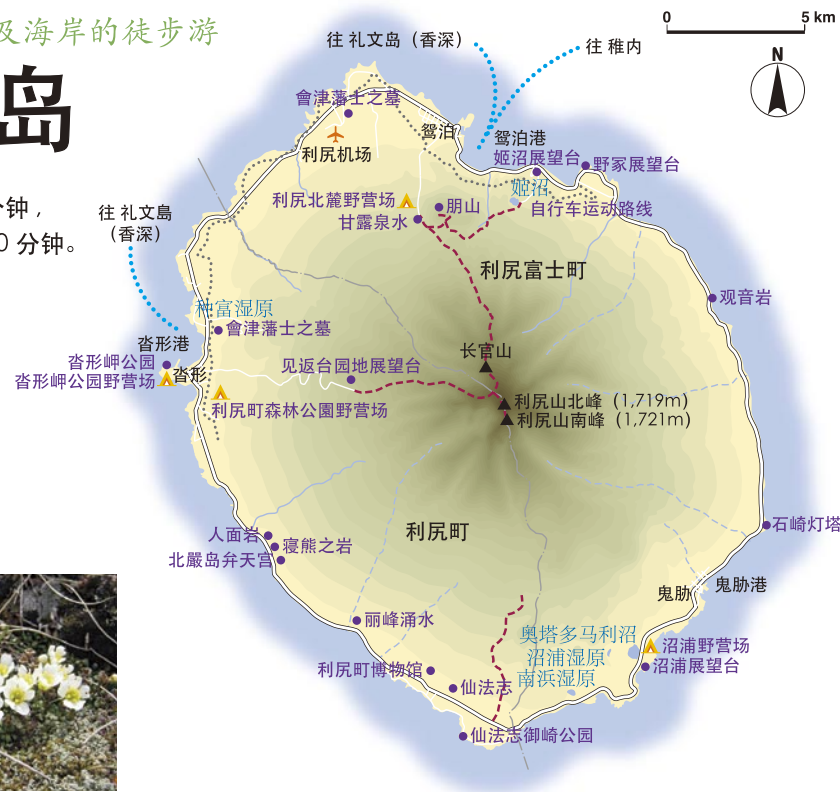 及海岸的徒步游
岛
分钟，
0 分钟。
0
5 km
N
往 礼文岛（香深）
往 稚内
會津藩士之墓
利尻机场
鸳泊
鸳泊港
姬沼展望台
野冢展望台
姬沼
利尻北麓野营场
朋山
甘露泉水
自行车运动路线
往 礼文島
（香深）
利尻富士町
观音岩
种富湿原
會津藩士之墓
沓形港
沓形岬公园
沓形岬公园野营场
沓形
见返台园地展望台
长官山
利尻町森林公園野营场
利尻山北峰（1,719m）
利尻山南峰（1,721m）
利尻町
石崎灯塔
人面岩
寝熊之岩
北嚴岛弁天宫
鬼胁
鬼胁港
丽峰涌水
奥塔多马利沼
沼浦湿原
南浜湿原
沼浦野营场
沼浦展望台
利尻町博物馆
仙法志
仙法志御崎公园